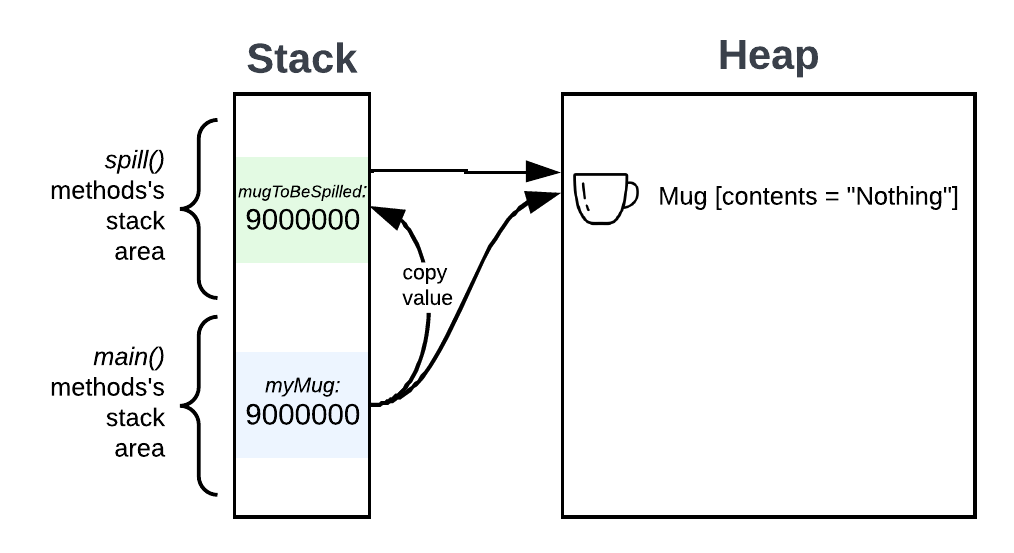 Stack
Heap
spill()
methods's
stack
area
mugToBeSpilled:
9000000
Mug [contents = "Nothing"]
copy
value
main()
methods's
stack
area
myMug:
9000000